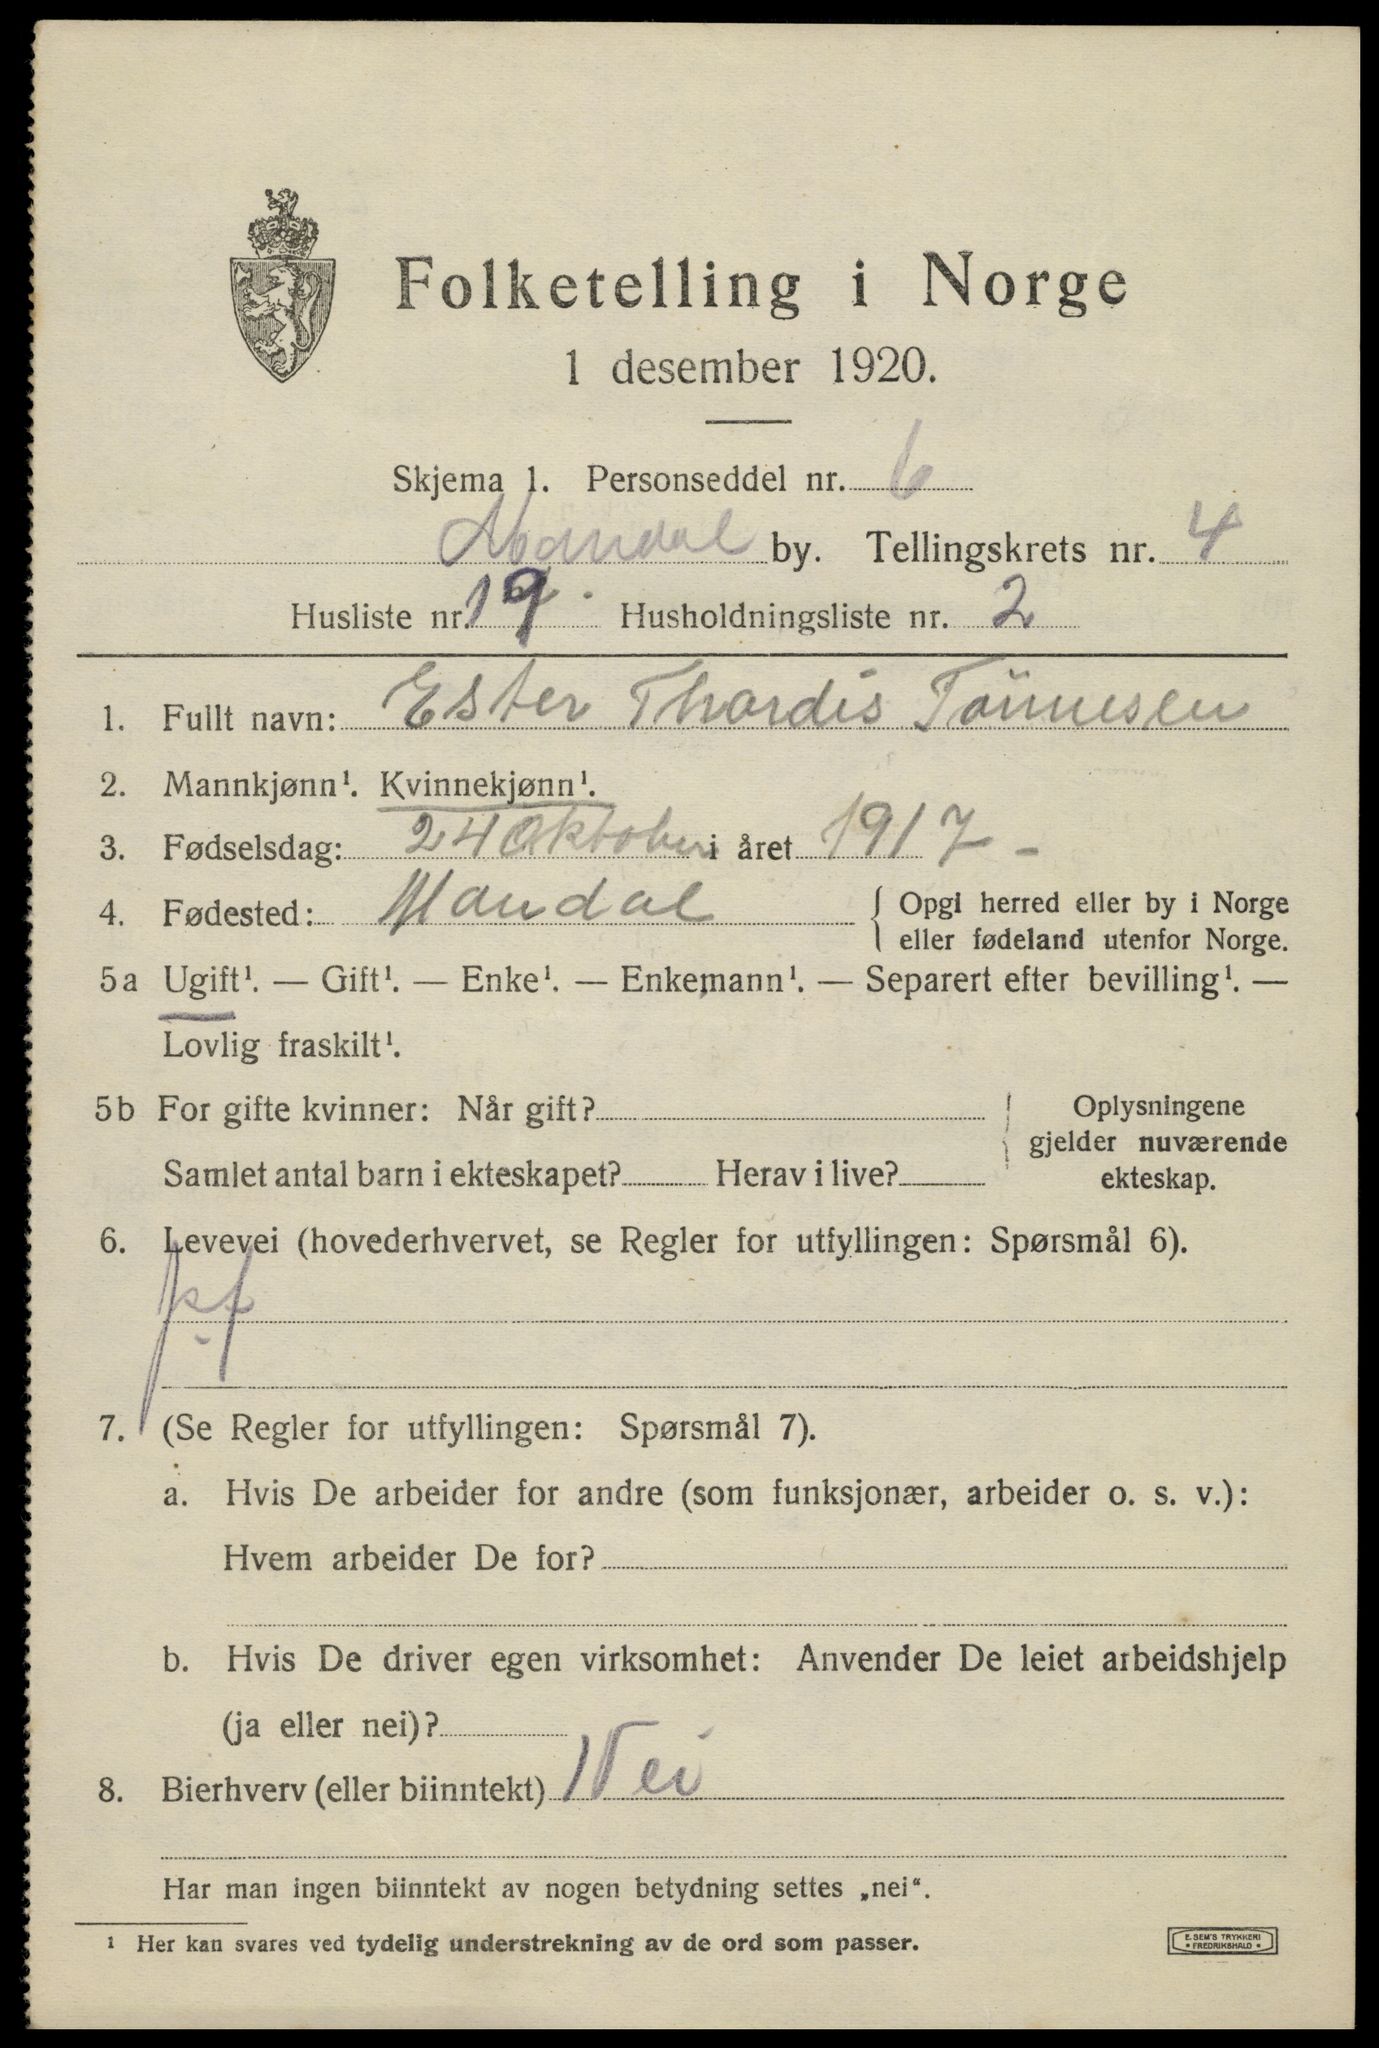 Folketelling i Norge
1 desember 1920.
Skjema 1. Personseddel nr. 6
Mandal by. Tellingskrets nr. 4
Husliste nr. 19. Husholdningsliste nr. 2
1. Fullt navn: Ester Thordis Tönnesen
2. Mannkjønn¹. Kvinnekjønn¹.
3. Fødselsdag: 24 Oktober i året 1917 -
4. Fødested: Mandal { Opgi herred eller by i Norge
eller fødeland utenfor Norge.
5a Ugift¹. — Gift¹. — Enke¹. — Enkemann¹. — Separert efter bevilling¹. —
Lovlig fraskilt¹.
5b For gifte kvinner: Når gift? Oplysningene
gjelder nuværende
Samlet antal barn i ekteskapet? Herav i live? ekteskap.
6. Levevei (hovederhvervet, se Regler for utfyllingen: Spørsmål 6).
7. (Se Regler for utfyllingen: Spørsmål 7).
a. Hvis De arbeider for andre (som funksjonær, arbeider o. s. v.):
Hvem arbeider De for?
b. Hvis De driver egen virksomhet: Anvender De leiet arbeidshjelp
(ja eller nei)?
8. Bierhverv (eller biinntekt) Nei
Har man ingen biinntekt av nogen betydning settes „nei“.
¹ Her kan svares ved tydelig understrekning av de ord som passer.
E. SEM'S TRYKKERI
• FREDRIKSHALD •